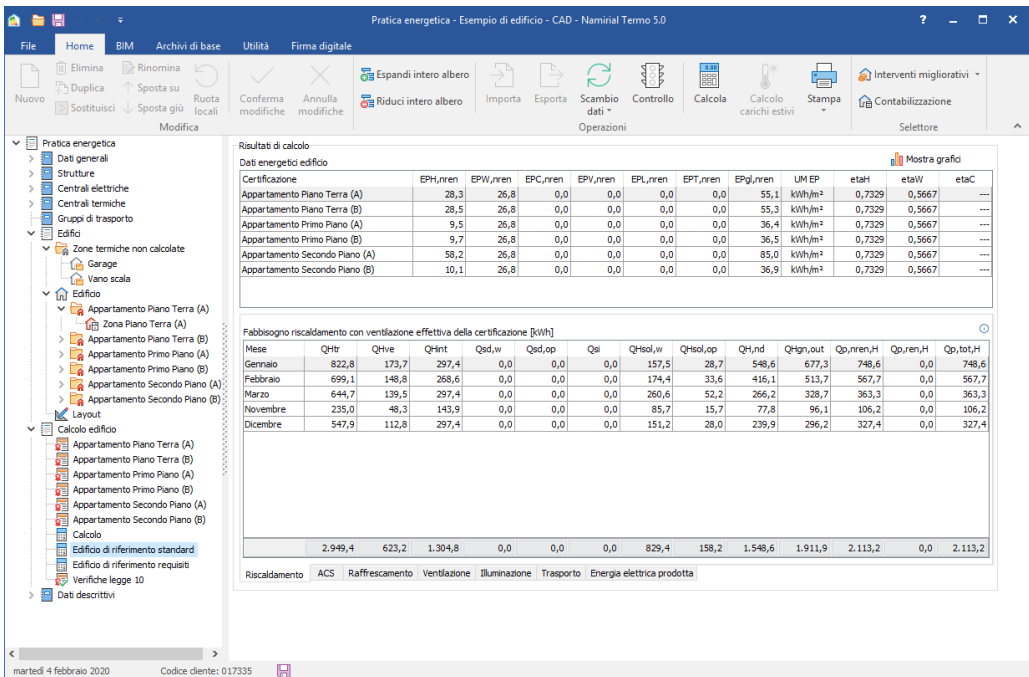 Pratica energetica - Esempio di edificio - CAD - Namirial Termo 5.0
File Home BIM Archivi di base Utilità Firma digitale
Nuovo
Elimina
Duplica
Sostituisci
Rinomina
Sposta su
Sposta giù
Ruota locali
Modifica
Conferma modifiche
Annulla modifiche
Espandi intero albero
Riduci intero albero
Importa
Esporta
Scambio dati
Controllo
Calcola
Calcolo carichi estivi
Stampa
Operazioni
Interventi migliorativi
Contabilizzazione
Selettore
Pratica energetica
Dati generali
Strutture
Centrali elettriche
Centrali termiche
Gruppi di trasporto
Edifici
Zone termiche non calcolate
Garage
Vano scala
Edificio
Appartamento Piano Terra (A)
Zona Piano Terra (A)
Appartamento Piano Terra (B)
Appartamento Primo Piano (A)
Appartamento Primo Piano (B)
Appartamento Secondo Piano (A)
Appartamento Secondo Piano (B)
Layout
Calcolo edificio
Appartamento Piano Terra (A)
Appartamento Piano Terra (B)
Appartamento Primo Piano (A)
Appartamento Primo Piano (B)
Appartamento Secondo Piano (A)
Appartamento Secondo Piano (B)
Calcolo
Edificio di riferimento standard
Edificio di riferimento requisiti
Verifiche legge 10
Dati descrittivi
Risultati di calcolo
Dati energetici edificio
Mostra grafici
Certificazione EPH,nren EPW,nren EPC,nren EPV,nren EPL,nren EPT,nren EPgl,nren UM EP etaH etaW etaC
Appartamento Piano Terra (A) 28,3 26,8 0,0 0,0 0,0 0,0 55,1 kWh/m² 0,7329 0,5667 ---
Appartamento Piano Terra (B) 28,5 26,8 0,0 0,0 0,0 0,0 55,3 kWh/m² 0,7329 0,5667 ---
Appartamento Primo Piano (A) 9,5 26,8 0,0 0,0 0,0 0,0 36,4 kWh/m² 0,7329 0,5667 ---
Appartamento Primo Piano (B) 9,7 26,8 0,0 0,0 0,0 0,0 36,5 kWh/m² 0,7329 0,5667 ---
Appartamento Secondo Piano (A) 58,2 26,8 0,0 0,0 0,0 0,0 85,0 kWh/m² 0,7329 0,5667 ---
Appartamento Secondo Piano (B) 10,1 26,8 0,0 0,0 0,0 0,0 36,9 kWh/m² 0,7329 0,5667 ---
Fabbisogno riscaldamento con ventilazione effettiva della certificazione [kWh]
Mese QHtr QHve QHint Qsd,w Qsd,op Qsi QHsol,w QHsol,op QH,nd QHgn,out Qp,nren,H Qp,ren,H Qp,tot,H
Gennaio 822,8 173,7 297,4 0,0 0,0 0,0 157,5 28,7 548,6 677,3 748,6 0,0 748,6
Febbraio 699,1 148,8 268,6 0,0 0,0 0,0 174,4 33,6 416,1 513,7 567,7 0,0 567,7
Marzo 644,7 139,5 297,4 0,0 0,0 0,0 260,6 52,2 266,2 328,7 363,3 0,0 363,3
Novembre 235,0 48,3 143,9 0,0 0,0 0,0 85,7 15,7 77,8 96,1 106,2 0,0 106,2
Dicembre 547,9 112,8 297,4 0,0 0,0 0,0 151,2 28,0 239,9 296,2 327,4 0,0 327,4
2.949,4 623,2 1.304,8 0,0 0,0 0,0 829,4 158,2 1.548,6 1.911,9 2.113,2 0,0 2.113,2
Riscaldamento ACS Raffrescamento Ventilazione Illuminazione Trasporto Energia elettrica prodotta
martedì 4 febbraio 2020 Codice cliente: 017335